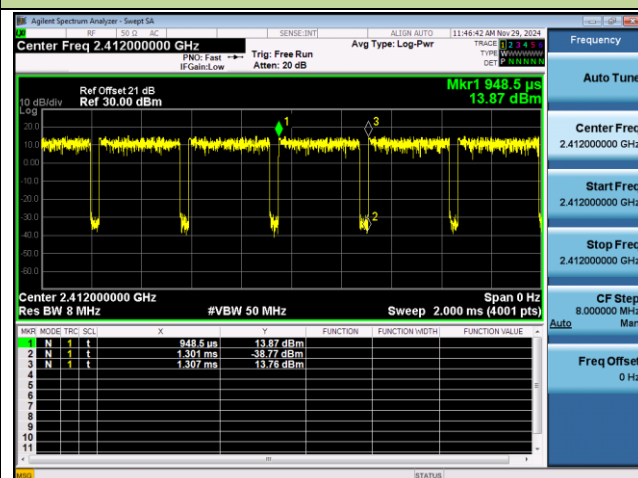 Agilent Spectrum Analyzer - Swept SA
RF 50 Ω AC SENSE:INT ALIGN AUTO 11:46:42 AM Nov 29, 2024
Center Freq 2.412000000 GHz
PNO: Fast
IFGain:Low
Trig: Free Run
Atten: 20 dB
Avg Type: Log-Pwr
TRACE 1 2 3 4 5 6
TYPE WWWWWW
DET P N N N N N
Frequency
Ref Offset 21 dB
Ref 30.00 dBm
Mkr1 948.5 µs
13.87 dBm
10 dB/div
Log
20.0
10.0
0.00
-10.0
-20.0
-30.0
-40.0
-50.0
-60.0
1
3
2
Center 2.412000000 GHz Span 0 Hz
Res BW 8 MHz #VBW 50 MHz Sweep 2.000 ms (4001 pts)
MKR MODE TRC SCL X Y FUNCTION FUNCTION WIDTH FUNCTION VALUE
1 N 1 t 948.5 µs 13.87 dBm
2 N 1 t 1.301 ms -38.77 dBm
3 N 1 t 1.307 ms 13.76 dBm
4
5
6
7
8
9
10
11
MSG STATUS
Auto Tune
Center Freq
2.412000000 GHz
Start Freq
2.412000000 GHz
Stop Freq
2.412000000 GHz
CF Step
8.000000 MHz
Auto Man
Freq Offset
0 Hz